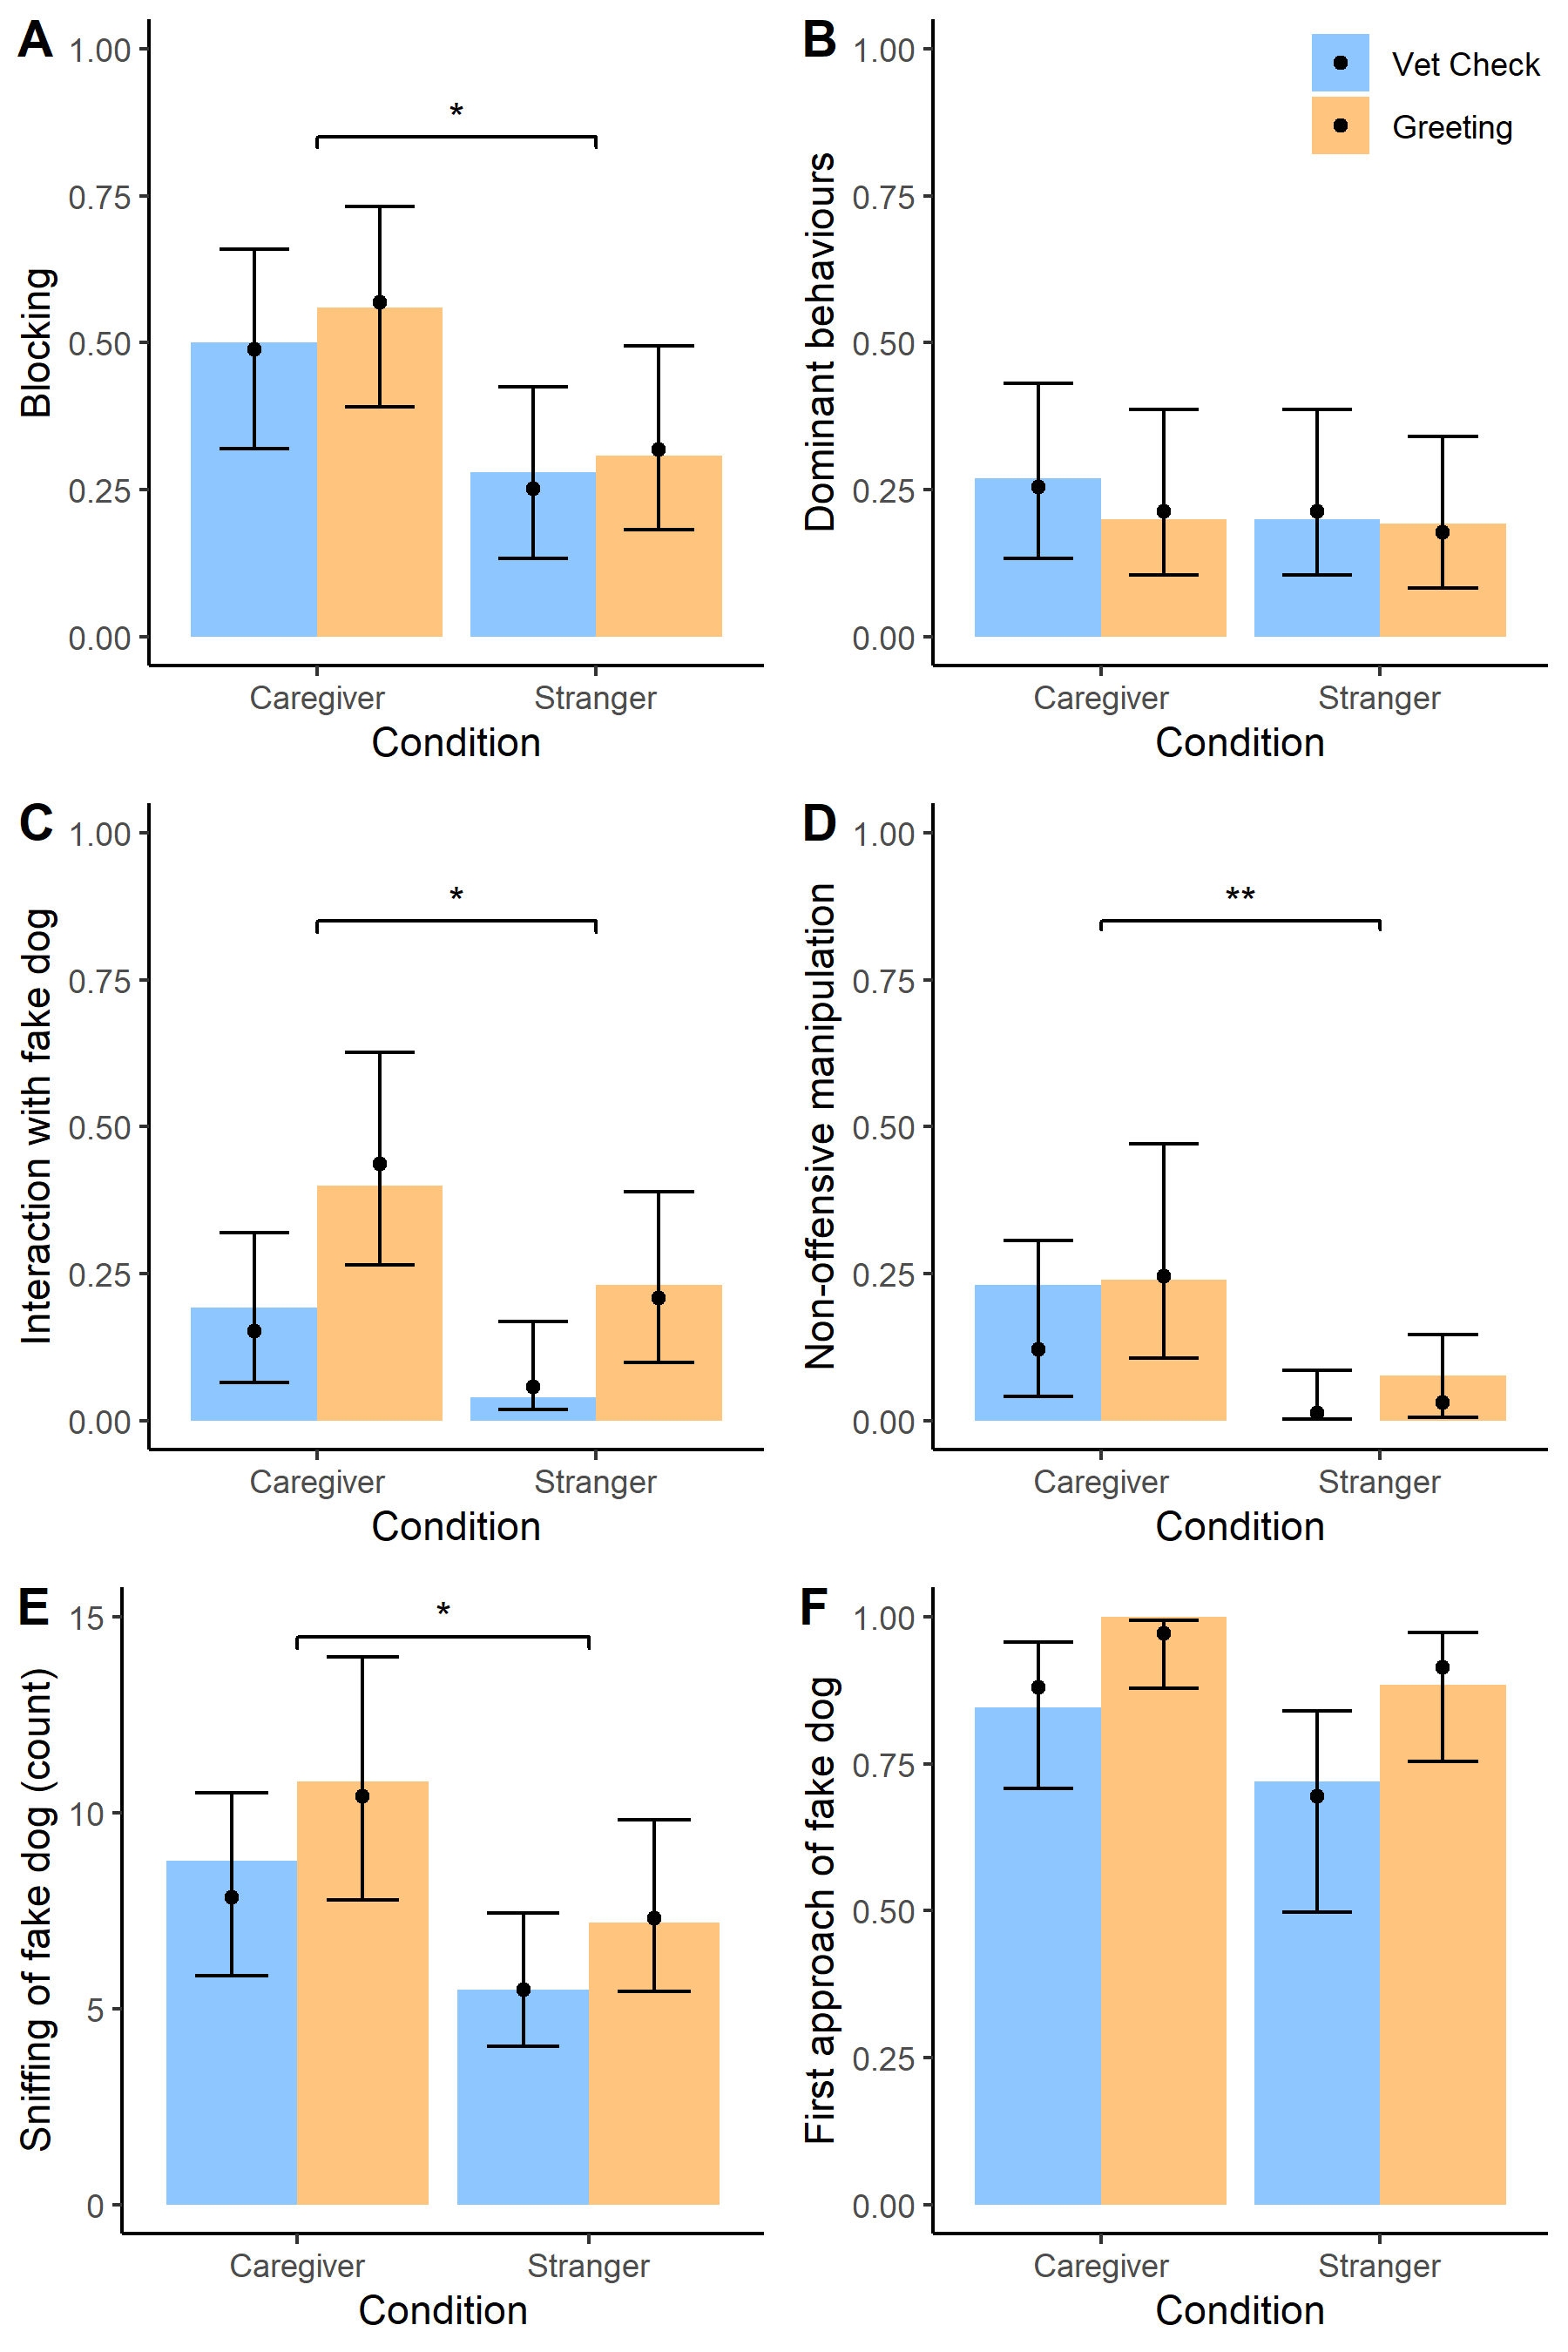 A
1.00
0.75
0.50
0.25
0.00
Blocking
*
Caregiver
Stranger
Condition
B
1.00
0.75
0.50
0.25
0.00
Dominant behaviours
Vet Check
Greeting
Caregiver
Stranger
Condition
C
1.00
0.75
0.50
0.25
0.00
Interaction with fake dog
*
Caregiver
Stranger
Condition
D
1.00
0.75
0.50
0.25
0.00
Non-offensive manipulation
**
Caregiver
Stranger
Condition
E
15
10
5
0
Sniffing of fake dog (count)
*
Caregiver
Stranger
Condition
F
1.00
0.75
0.50
0.25
0.00
First approach of fake dog
Caregiver
Stranger
Condition